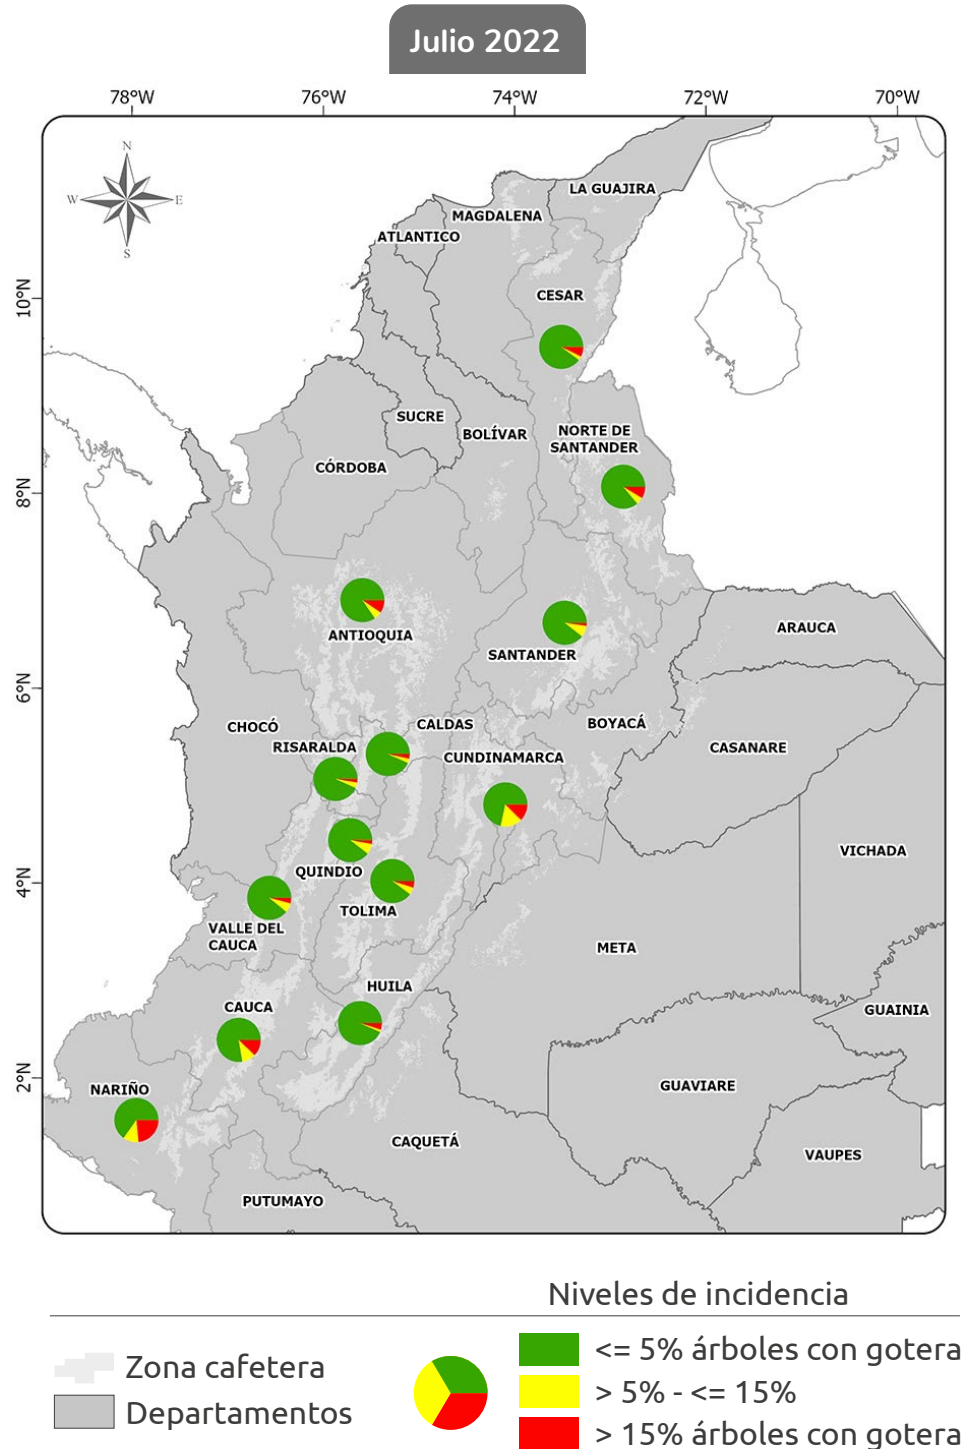 Julio 2022
78°W 76°W 74°W 72°W 70°W
N
W E
S
10°N
8°N
6°N
4°N
2°N
LA GUAJIRA
MAGDALENA
ATLANTICO
CESAR
SUCRE
BOLÍVAR
NORTE DE
SANTANDER
CÓRDOBA
ANTIOQUIA
SANTANDER
ARAUCA
CHOCÓ
CALDAS
BOYACÁ
RISARALDA
CUNDINAMARCA
CASANARE
VICHADA
QUINDIO
TOLIMA
VALLE DEL
CAUCA
META
HUILA
CAUCA
GUAINIA
NARIÑO
GUAVIARE
CAQUETÁ
VAUPES
PUTUMAYO
Niveles de incidencia
Zona cafetera
Departamentos
<= 5% árboles con gotera
> 5% - <= 15%
> 15% árboles con gotera